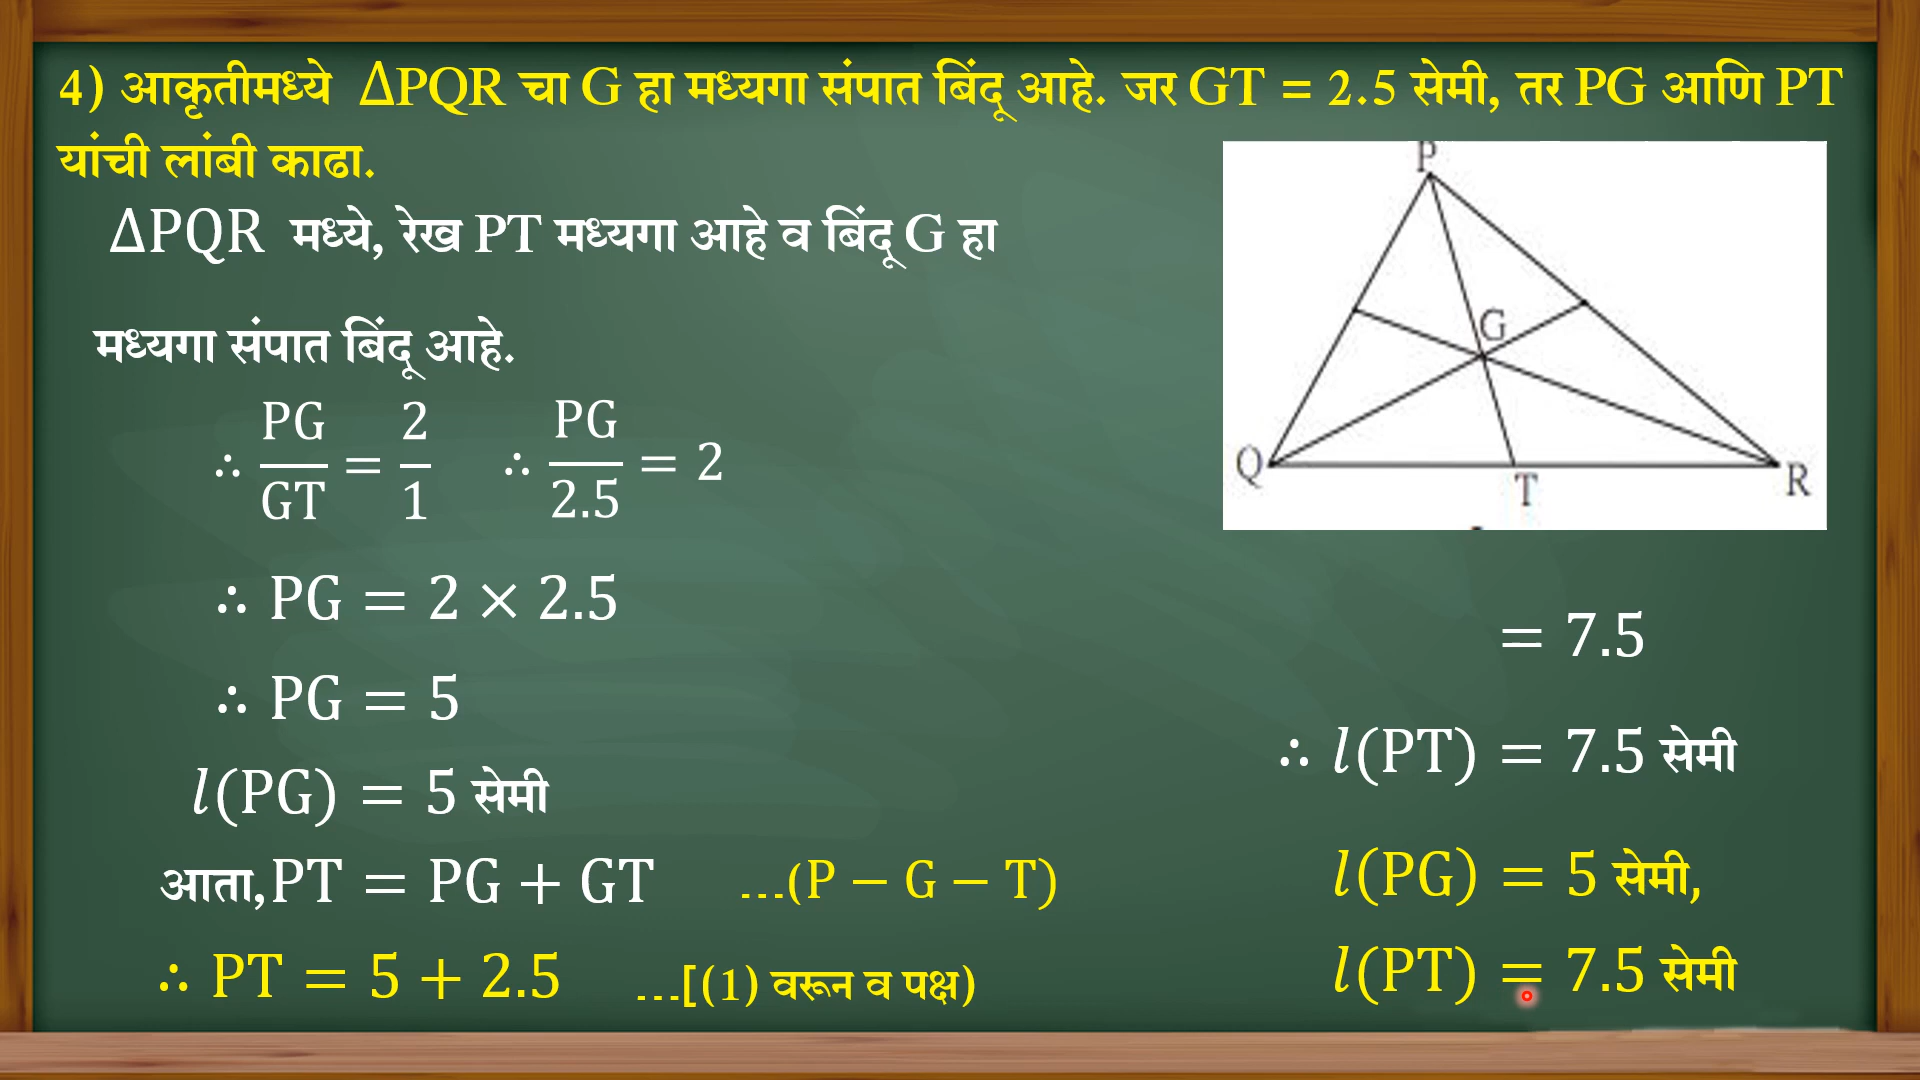 4) आकृतीमध्ये ΔPQR चा G हा मध्यगा संपात बिंदू आहे. जर GT = 2.5 सेमी, तर PG आणि PT
यांची लांबी काढा.
ΔPQR मध्ये, रेख PT मध्यगा आहे व बिंदू G हा
मध्यगा संपात बिंदू आहे.
∴ PG/GT = 2/1 ∴ PG/2.5 = 2
∴ PG = 2 × 2.5
∴ PG = 5
l(PG) = 5 सेमी
आता, PT = PG + GT ...(P − G − T)
∴ PT = 5 + 2.5 ...[(1) वरून व पक्ष)
P
G
Q
T
R
= 7.5
∴ l(PT) = 7.5 सेमी
l(PG) = 5 सेमी,
l(PT) = 7.5 सेमी